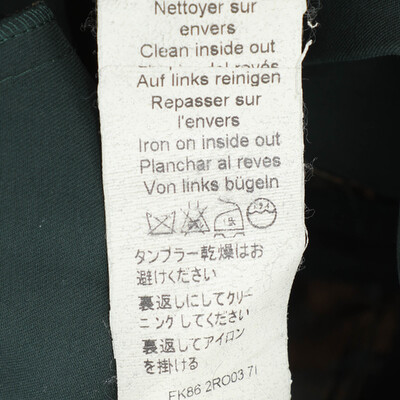 Nettoyer sur
envers
Clean inside out
Auf links reinigen
Repasser sur
l'envers
Iron on inside out
Planchar al reves
Von links bügeln
タンブラー乾燥はお
避けください
裏返しにしてクリー
ニングしてください
裏返してアイロン
を掛ける
FK86 2RO03 7I